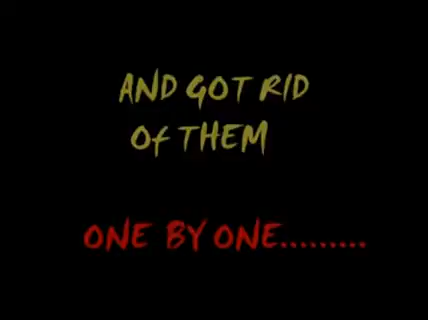 AND GOT RID
Of THEM
ONE BY ONE.........